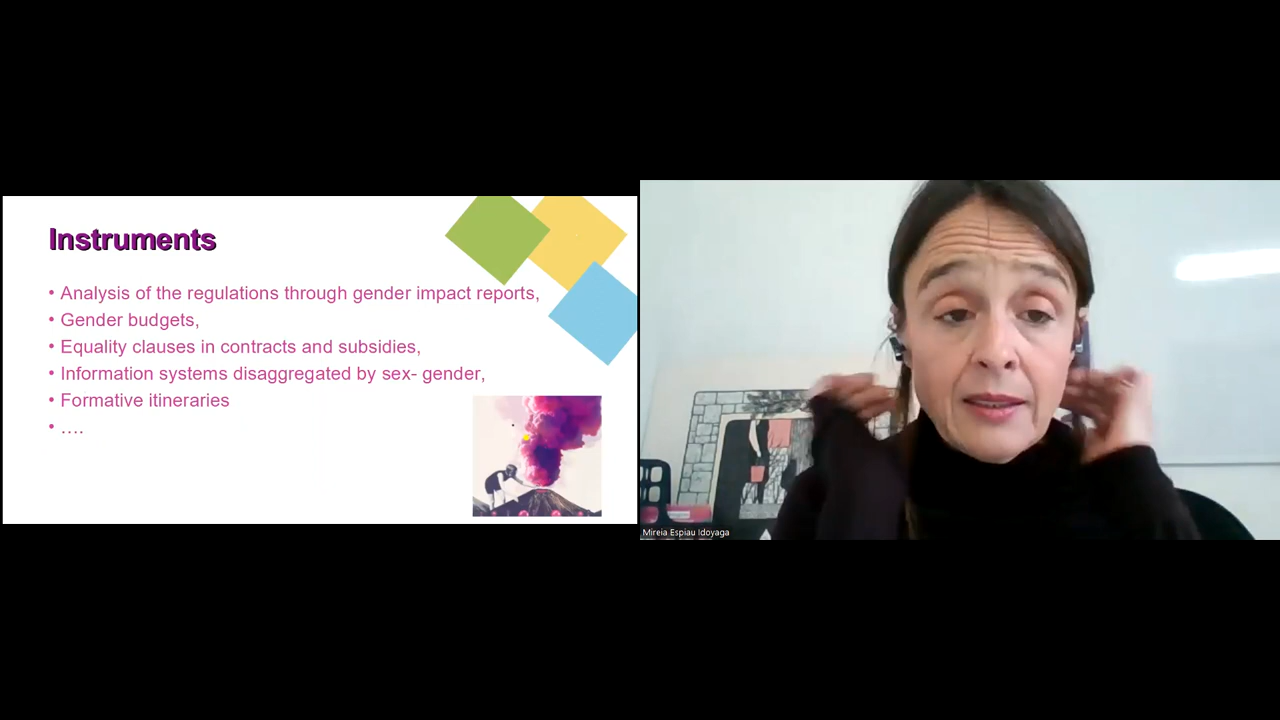 Instruments
• Analysis of the regulations through gender impact reports,
• Gender budgets,
• Equality clauses in contracts and subsidies,
• Information systems disaggregated by sex- gender,
• Formative itineraries
• ....
Mireia Espiau Idoyaga